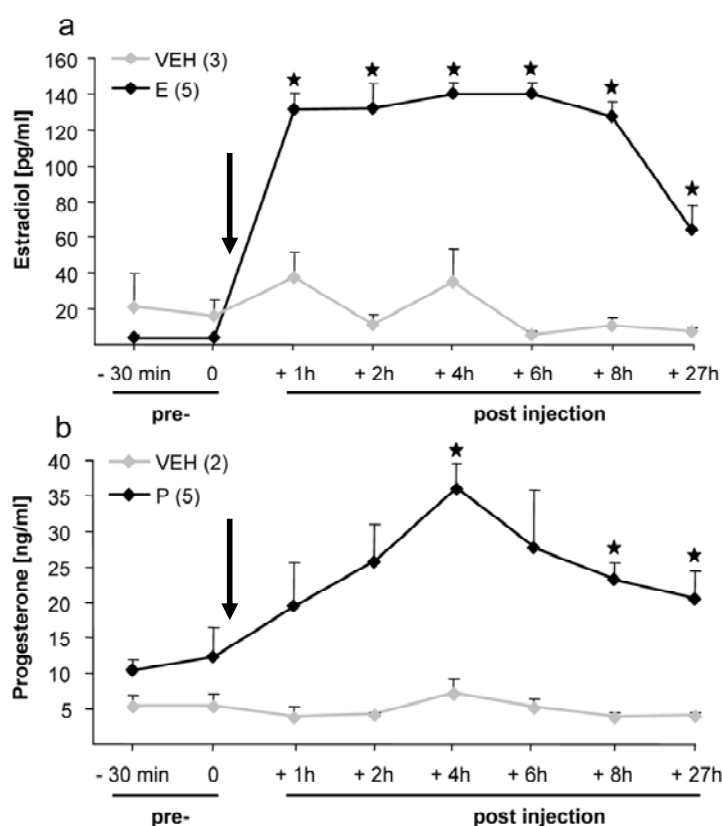 a
VEH (3)
E (5)
Estradiol [pg/ml]
160
140
120
100
80
60
40
20
- 30 min 0 + 1h + 2h + 4h + 6h + 8h + 27h
pre- post injection
b
VEH (2)
P (5)
Progesterone [ng/ml]
40
35
30
25
20
15
10
5
- 30 min 0 + 1h + 2h + 4h + 6h + 8h + 27h
pre- post injection